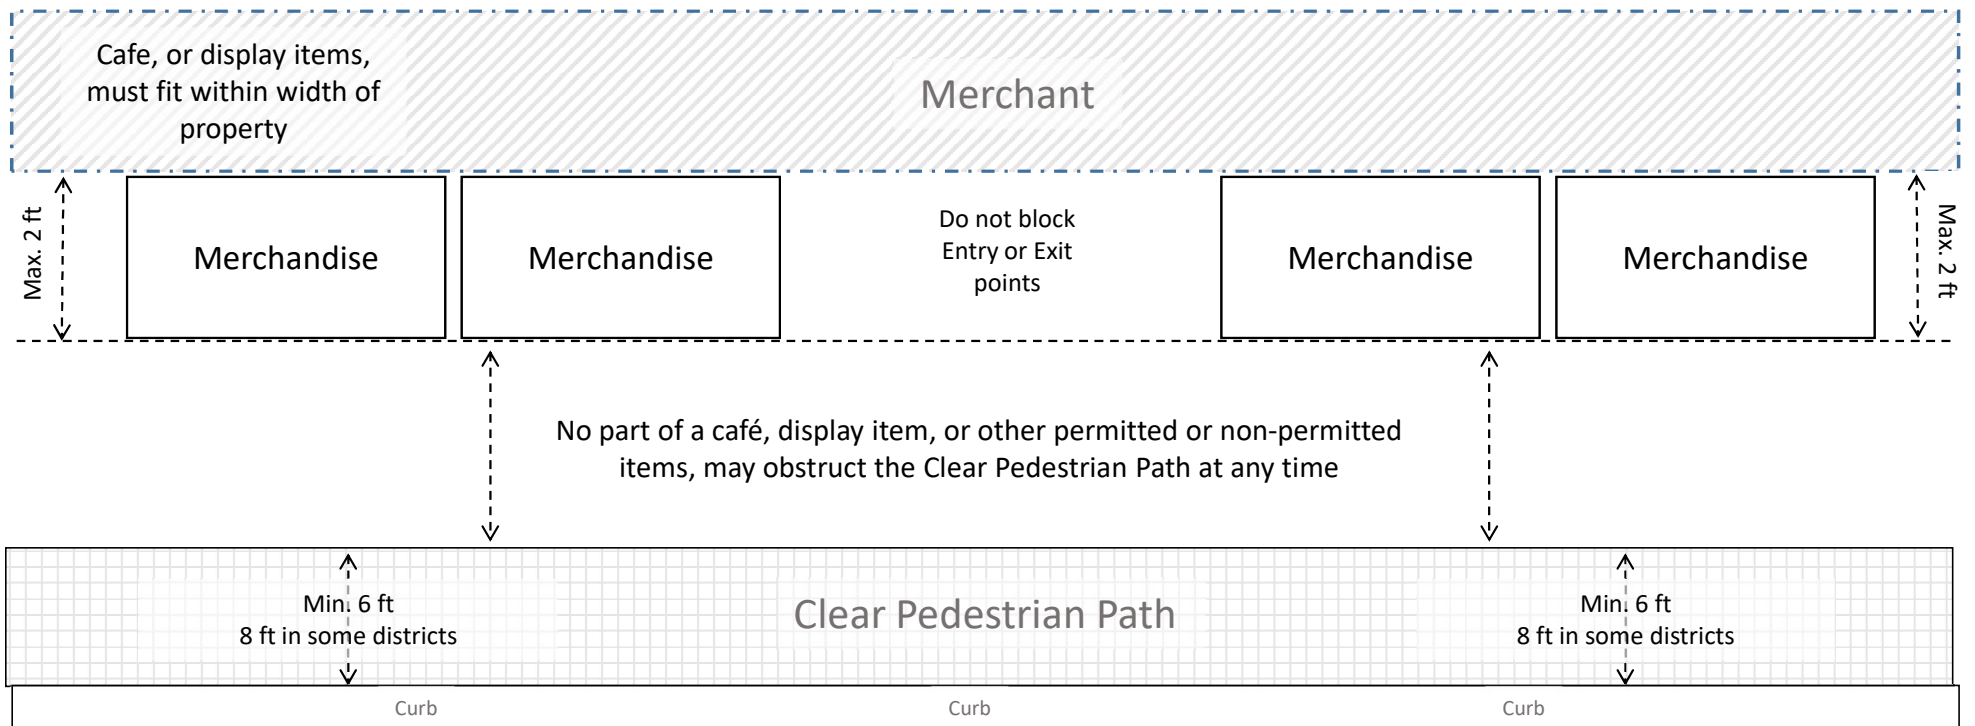 Cafe, or display items,
must fit within width of
property
Merchant
Max. 2 ft
Merchandise
Merchandise
Do not block
Entry or Exit
points
Merchandise
Merchandise
Max. 2 ft
No part of a café, display item, or other permitted or non-permitted
items, may obstruct the Clear Pedestrian Path at any time
Min. 6 ft
8 ft in some districts
Clear Pedestrian Path
Min. 6 ft
8 ft in some districts
Curb
Curb
Curb